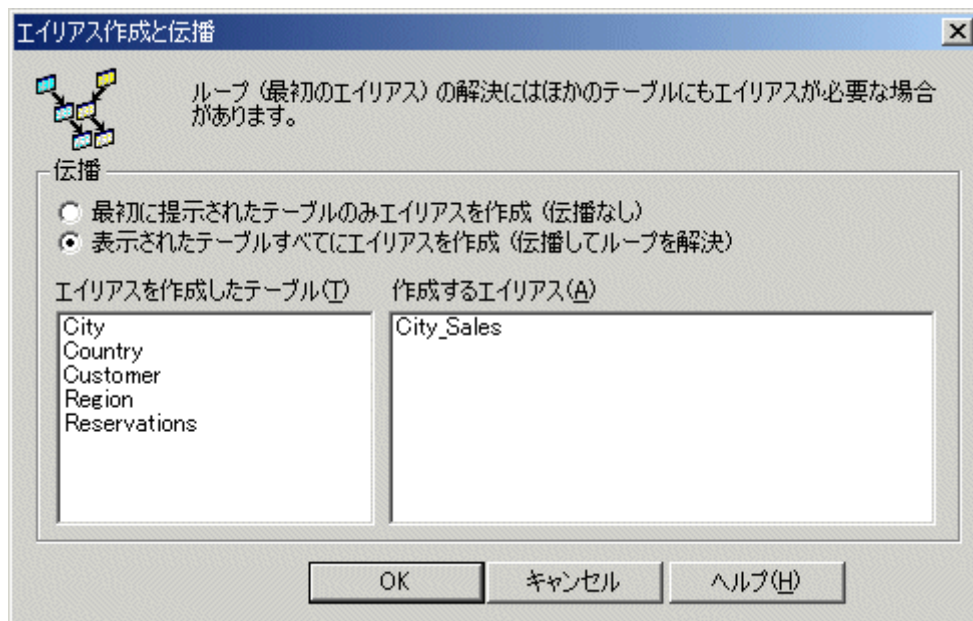 エイリアス作成と伝播
ループ（最初のエイリアス）の解決にはほかのテーブルにもエイリアスが必要な場合
があります。
伝播
最初に提示されたテーブルのみエイリアスを作成（伝播なし）
表示されたテーブルすべてにエイリアスを作成（伝播してループを解決）
エイリアスを作成したテーブル(T)
City
Country
Customer
Region
Reservations
作成するエイリアス(A)
City_Sales
OK
キャンセル
ヘルプ(H)